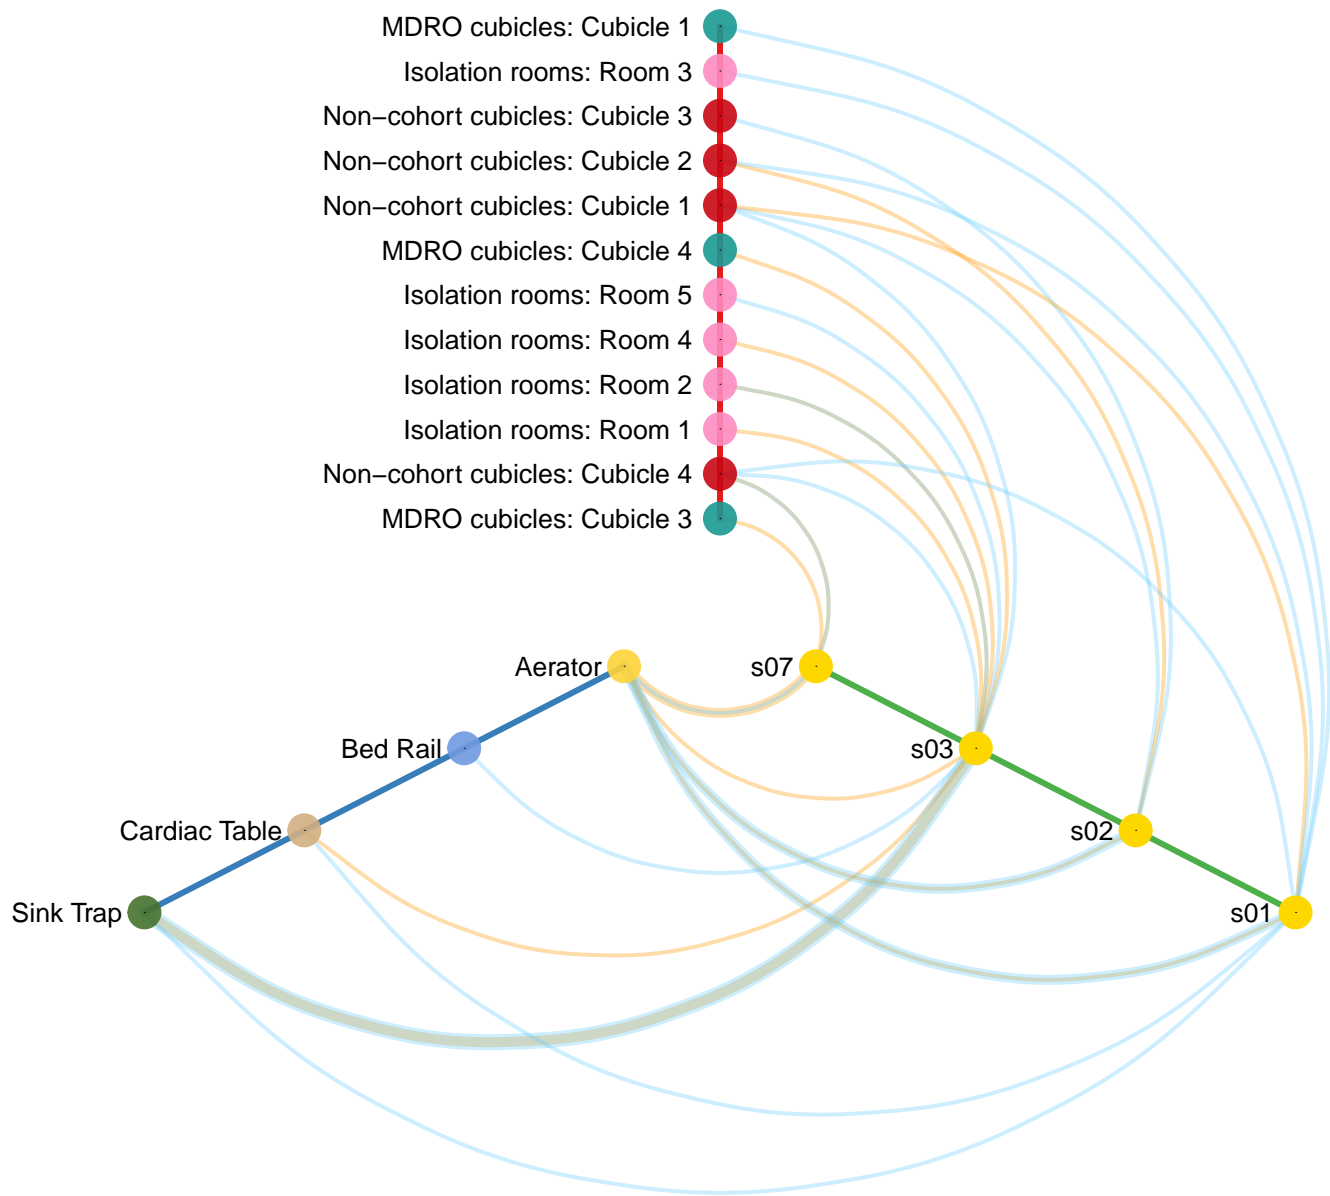 MDRO cubicles: Cubicle 1
Isolation rooms: Room 3
Non−cohort cubicles: Cubicle 3
Non−cohort cubicles: Cubicle 2
Non−cohort cubicles: Cubicle 1
MDRO cubicles: Cubicle 4
Isolation rooms: Room 5
Isolation rooms: Room 4
Isolation rooms: Room 2
Isolation rooms: Room 1
Non−cohort cubicles: Cubicle 4
MDRO cubicles: Cubicle 3
Aerator
s07
Bed Rail
s03
Cardiac Table
s02
Sink Trap
s01